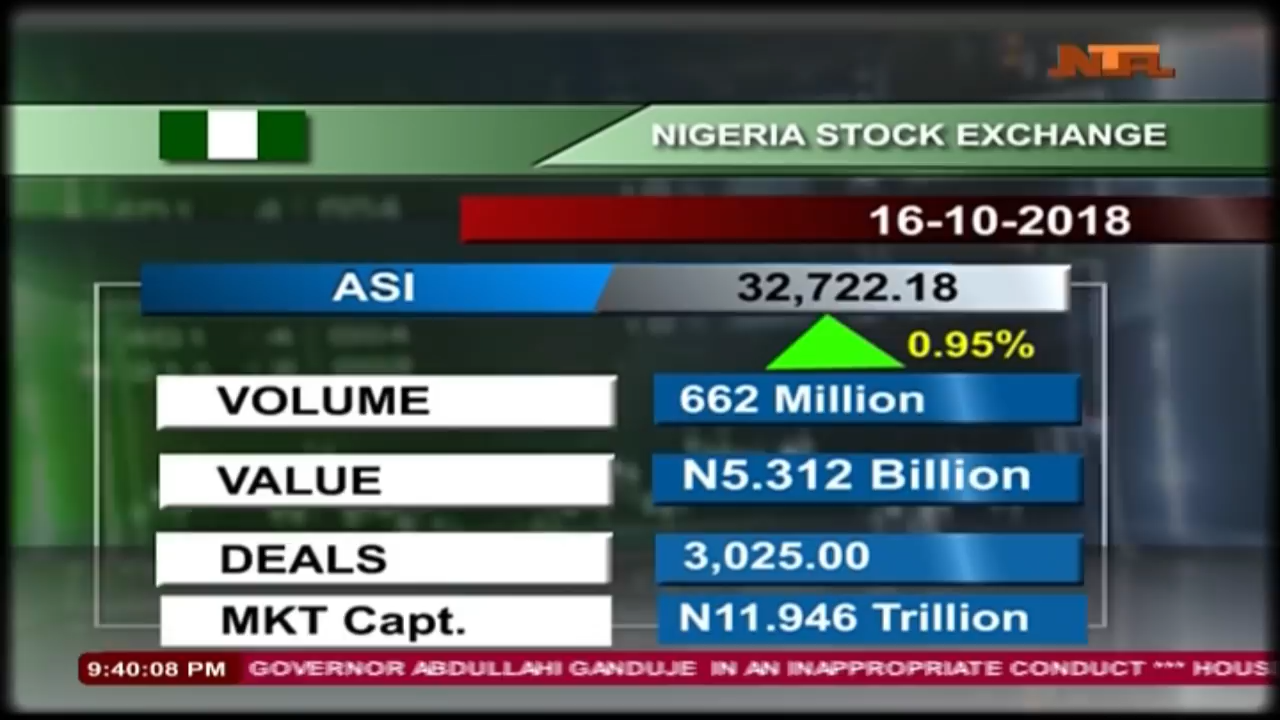 NTA
NIGERIA STOCK EXCHANGE
16-10-2018
ASI 32,722.18
0.95%
VOLUME 662 Million
VALUE N5.312 Billion
DEALS 3,025.00
MKT Capt. N11.946 Trillion
9:40:08 PM GOVERNOR ABDULLAHI GANDUJE IN AN INAPPROPRIATE CONDUCT *** HOUS